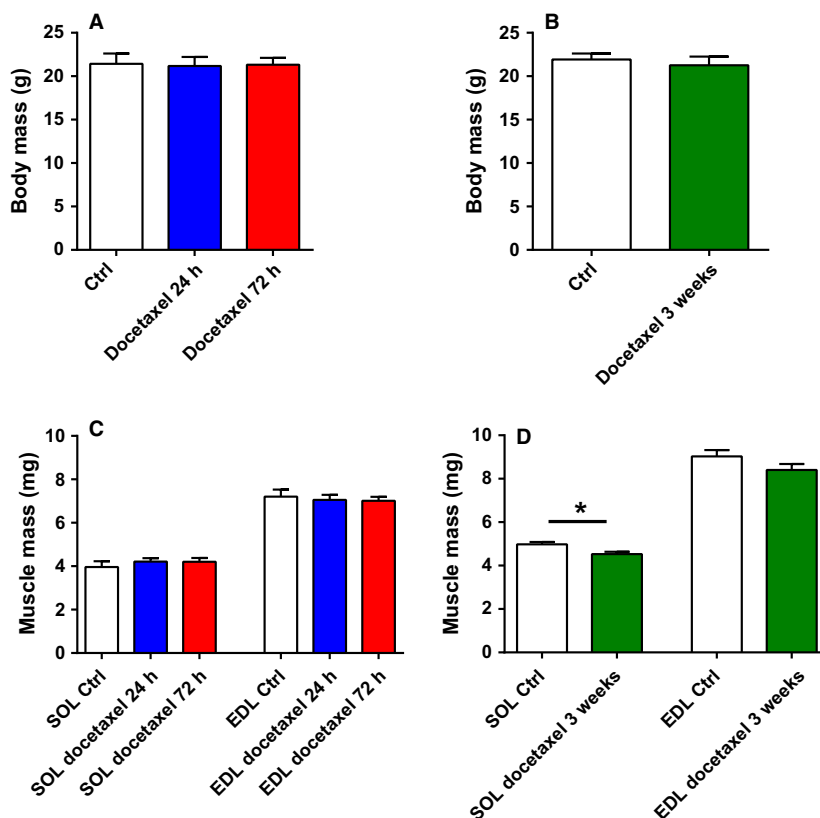 A
Body mass (g)
25
20
15
10
5
0
Ctrl
Docetaxel 24 h
Docetaxel 72 h
B
Body mass (g)
25
20
15
10
5
0
Ctrl
Docetaxel 3 weeks
C
Muscle mass (mg)
10
8
6
4
2
0
SOL Ctrl
SOL docetaxel 24 h
SOL docetaxel 72 h
EDL Ctrl
EDL docetaxel 24 h
EDL docetaxel 72 h
D
Muscle mass (mg)
10
8
6
4
2
0
*
SOL Ctrl
SOL docetaxel 3 weeks
EDL Ctrl
EDL docetaxel 3 weeks